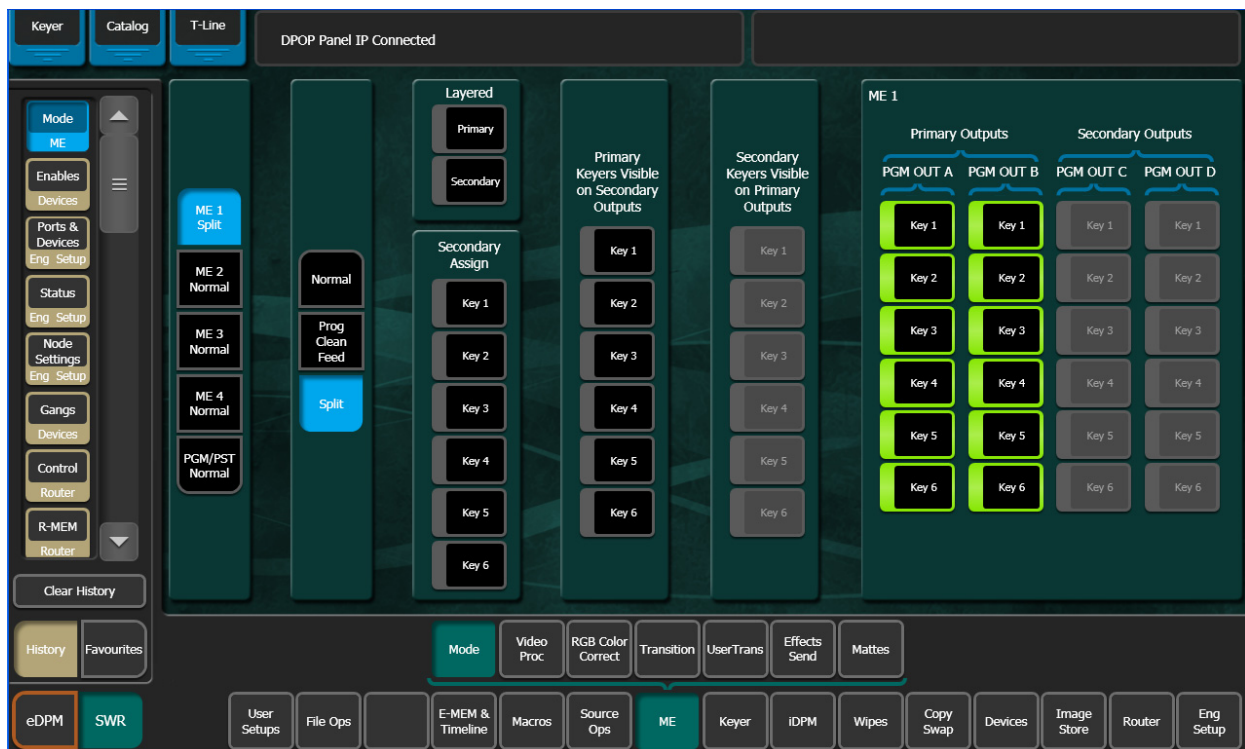 Keyer
Catalog
T-Line
DPOP Panel IP Connected
Mode
ME
Enables
Devices
Ports &
Devices
Eng Setup
Status
Eng Setup
Node
Settings
Eng Setup
Gangs
Devices
Control
Router
R-MEM
Router
Clear History
History
Favourites
ME 1
Split
ME 2
Normal
ME 3
Normal
ME 4
Normal
PGM/PST
Normal
Normal
Prog
Clean
Feed
Split
Layered
Primary
Secondary
Secondary
Assign
Key 1
Key 2
Key 3
Key 4
Key 5
Key 6
Primary
Keyers Visible
on Secondary
Outputs
Key 1
Key 2
Key 3
Key 4
Key 5
Key 6
Secondary
Keyers Visible
on Primary
Outputs
Key 1
Key 2
Key 3
Key 4
Key 5
Key 6
ME 1
Primary Outputs Secondary Outputs
PGM OUT A PGM OUT B PGM OUT C PGM OUT D
Key 1 Key 1 Key 1 Key 1
Key 2 Key 2 Key 2 Key 2
Key 3 Key 3 Key 3 Key 3
Key 4 Key 4 Key 4 Key 4
Key 5 Key 5 Key 5 Key 5
Key 6 Key 6 Key 6 Key 6
Mode
Video
Proc
RGB Color
Correct
Transition
UserTrans
Effects
Send
Mattes
eDPM
SWR
User
Setups
File Ops
E-MEM &
Timeline
Macros
Source
Ops
ME
Keyer
iDPM
Wipes
Copy
Swap
Devices
Image
Store
Router
Eng
Setup